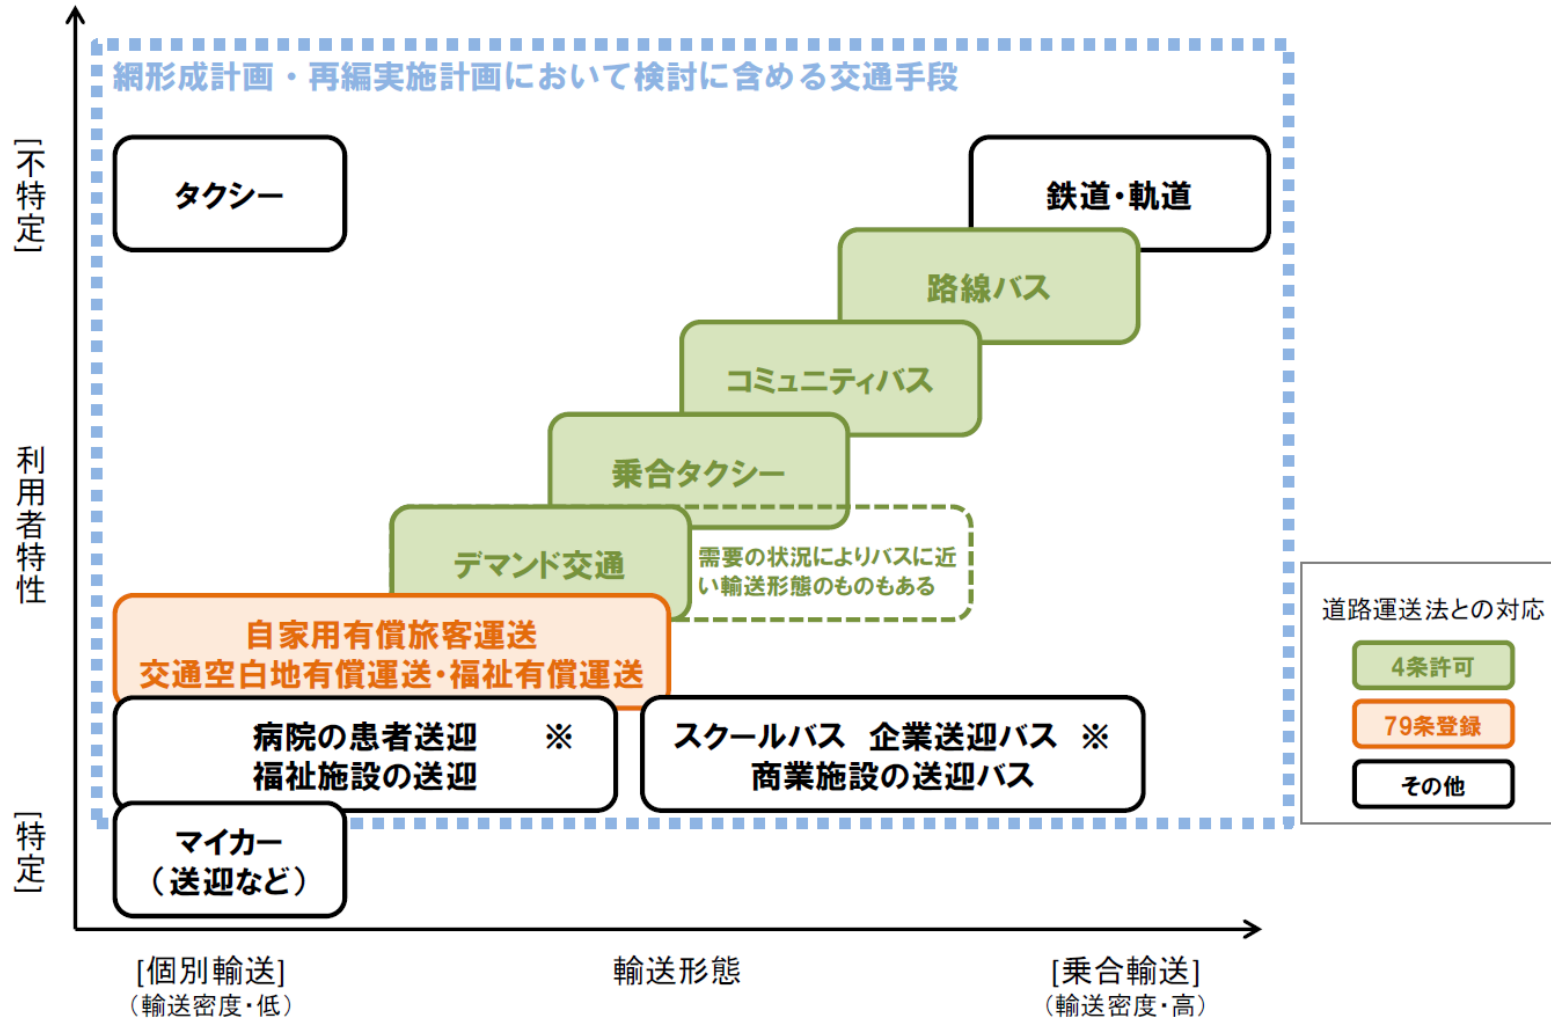 網形成計画・再編実施計画において検討に含める交通手段
[不特定]
タクシー
鉄道・軌道
路線バス
コミュニティバス
乗合タクシー
デマンド交通
需要の状況によりバスに近
い輸送形態のものもある
利用者特性
自家用有償旅客運送
交通空白地有償運送・福祉有償運送
病院の患者送迎 ※
福祉施設の送迎
スクールバス 企業送迎バス ※
商業施設の送迎バス
[特定]
マイカー
（送迎など）
道路運送法との対応
4条許可
79条登録
その他
[個別輸送]
（輸送密度・低）
輸送形態
[乗合輸送]
（輸送密度・高）